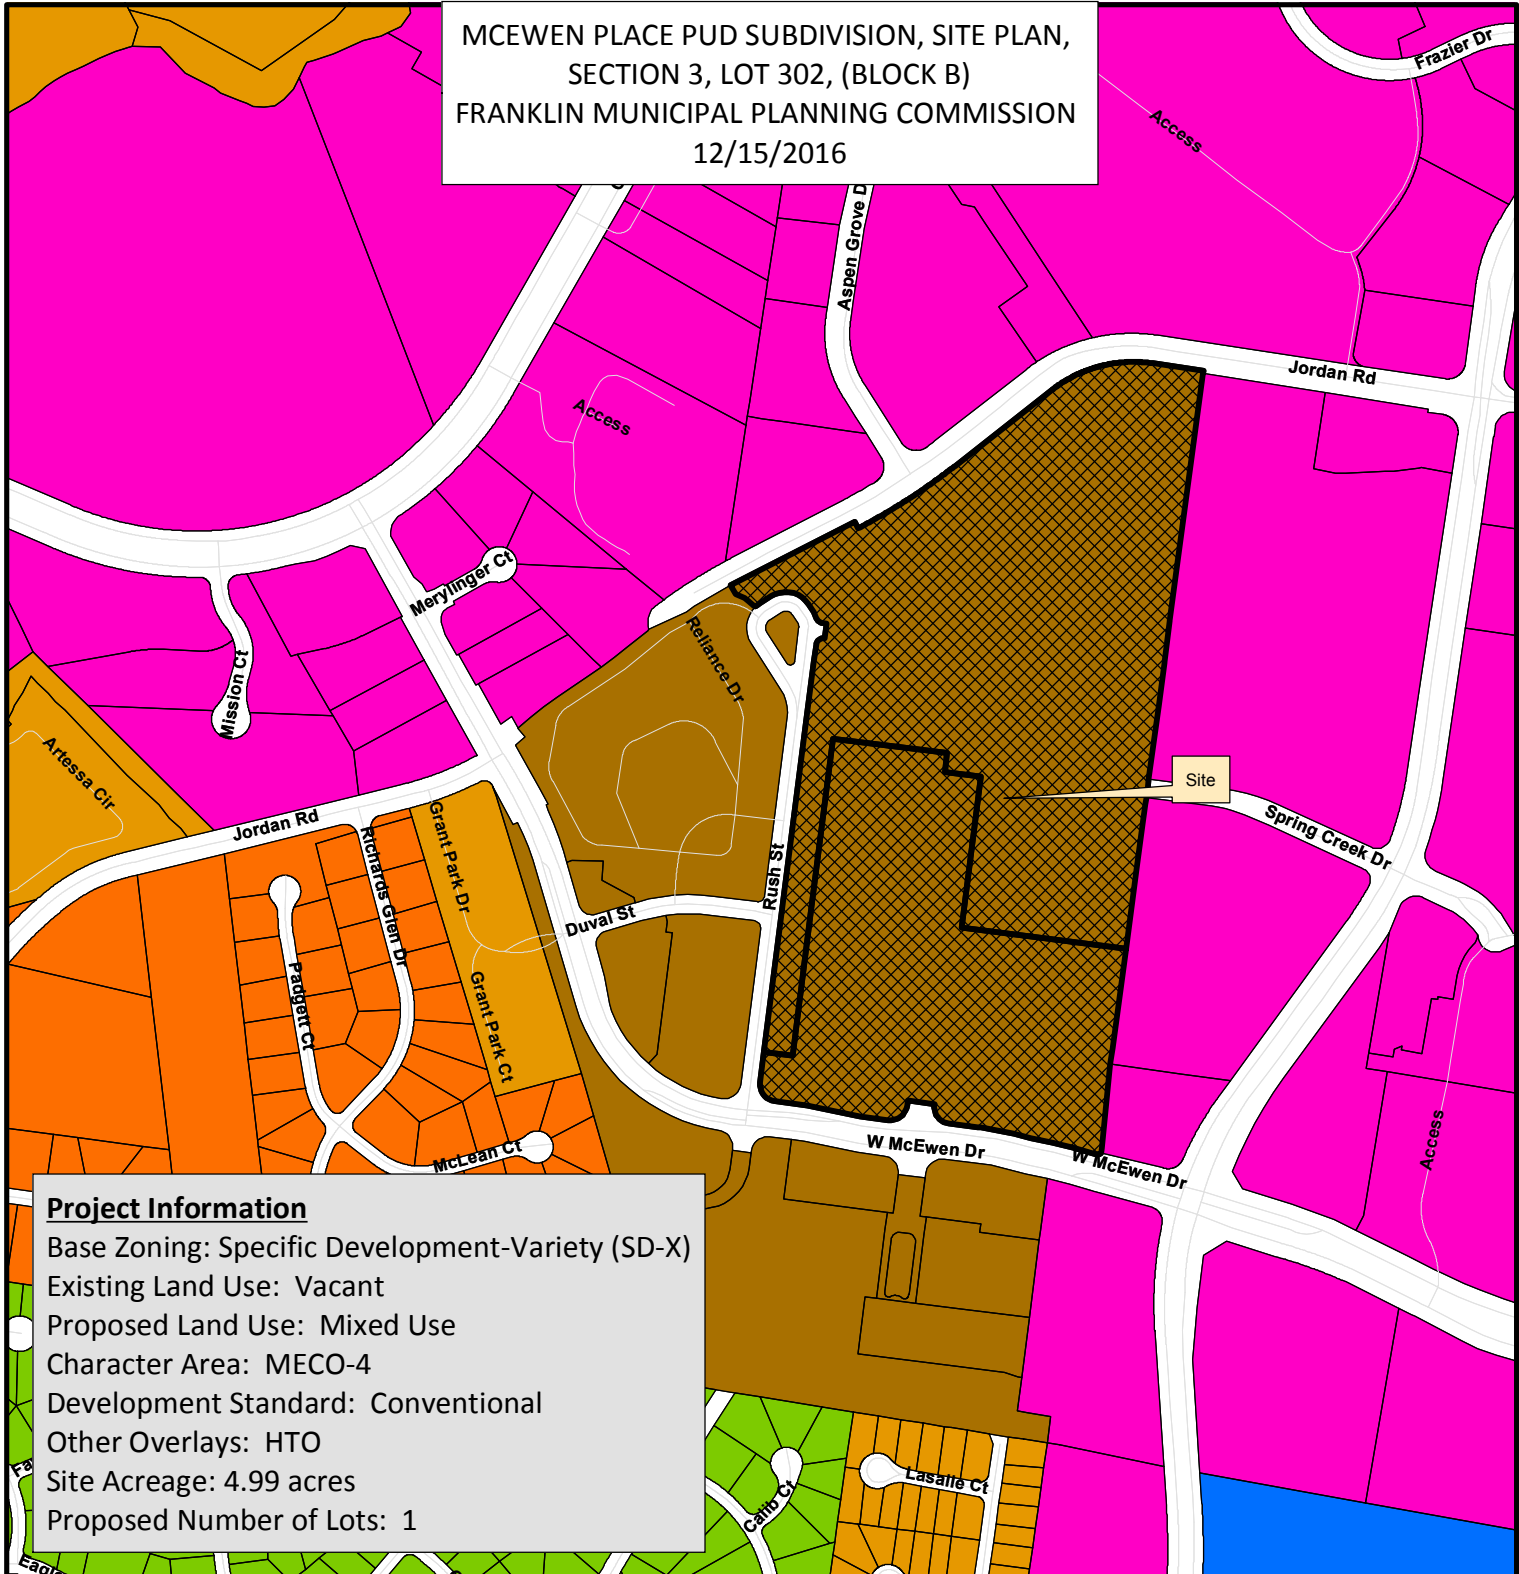 MCEWEN PLACE PUD SUBDIVISION, SITE PLAN,
SECTION 3, LOT 302, (BLOCK B)
FRANKLIN MUNICIPAL PLANNING COMMISSION
12/15/2016
Frazier Dr
Access
Aspen Grove D
Jordan Rd
Access
Merylinger Ct
Reliance Dr
Mission Ct
Artessa Cir
Site
Spring Creek Dr
Jordan Rd
Richards Glen Dr
Grant Park Dr
Rush St
Duval St
Padgett Ct
Grant Park Ct
McLean Ct
W McEwen Dr
W McEwen Dr
Access
Project Information
Base Zoning: Specific Development-Variety (SD-X)
Existing Land Use: Vacant
Proposed Land Use: Mixed Use
Character Area: MECO-4
Development Standard: Conventional
Other Overlays: HTO
Site Acreage: 4.99 acres
Proposed Number of Lots: 1
Lasalle Ct
Calib Ct